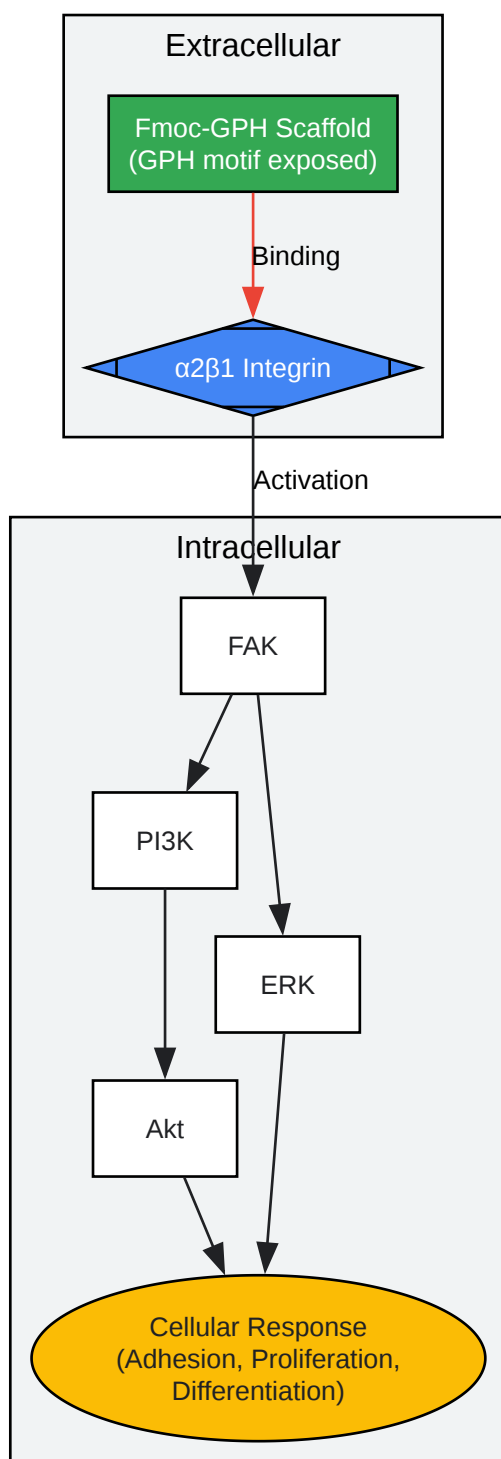 Extracellular
Fmoc-GPH Scaffold
(GPH motif exposed)
Binding
α2β1 Integrin
Activation
Intracellular
FAK
PI3K
ERK
Akt
Cellular Response
(Adhesion, Proliferation,
Differentiation)